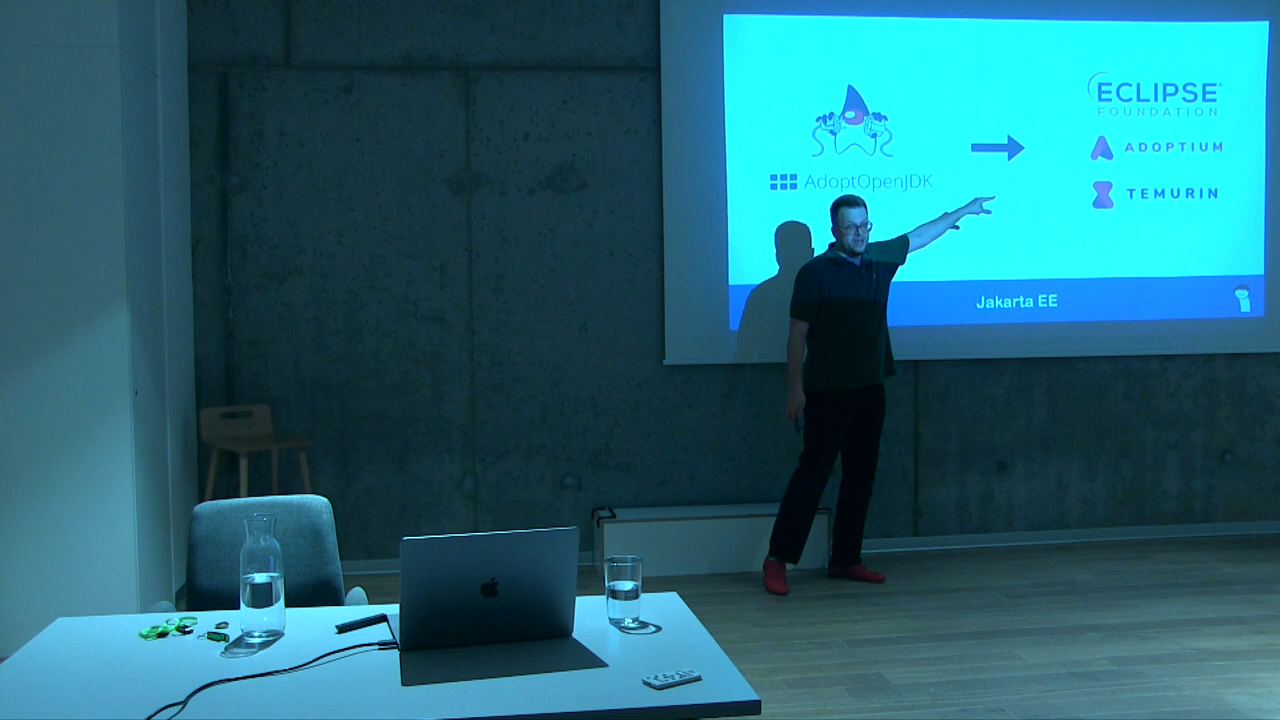 AdoptOpenJDK
ECLIPSE
FOUNDATION
ADOPTIUM
TEMURIN
Jakarta EE